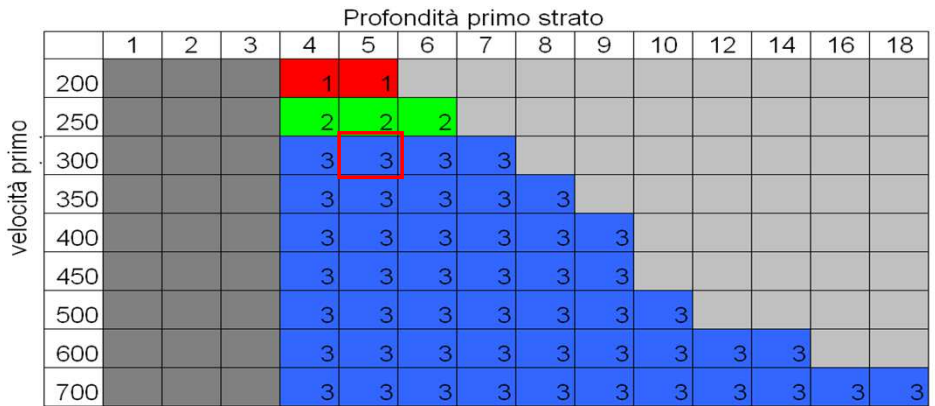 Profondità primo strato
1 2 3 4 5 6 7 8 9 10 12 14 16 18
velocità primo
200 1 1
250 2 2 2
300 3 3 3 3
350 3 3 3 3 3
400 3 3 3 3 3 3
450 3 3 3 3 3 3
500 3 3 3 3 3 3 3
600 3 3 3 3 3 3 3 3 3
700 3 3 3 3 3 3 3 3 3 3 3